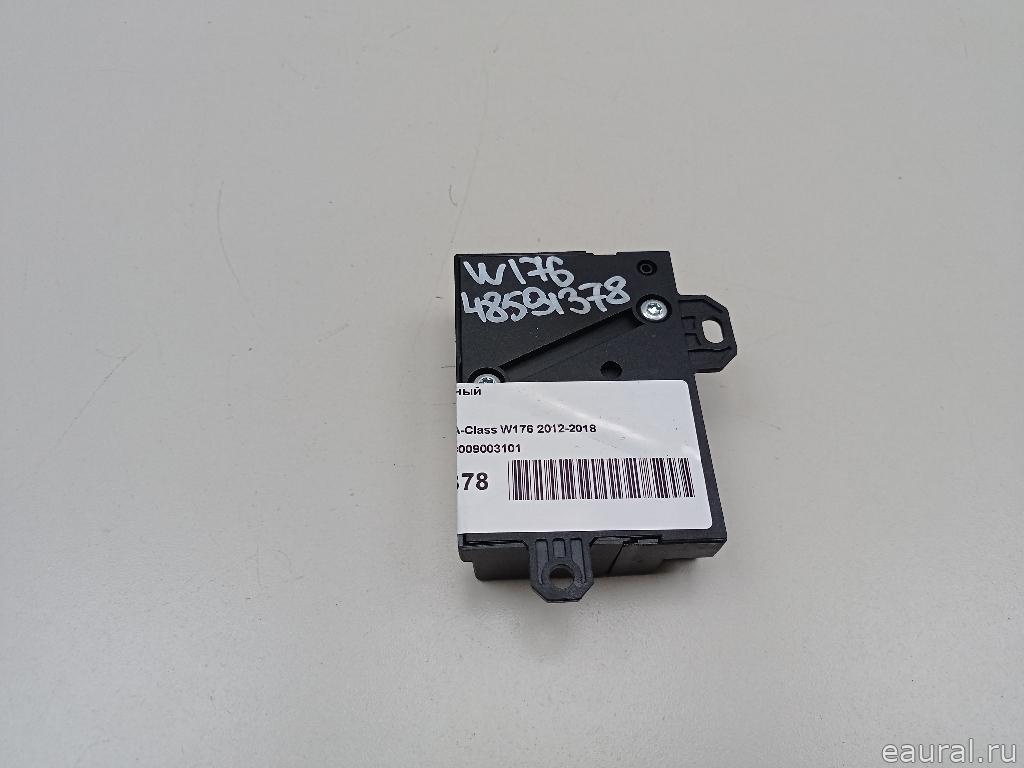 W176
48591378
ный
A-Class W176 2012-2018
009003101
378
eaural.ru